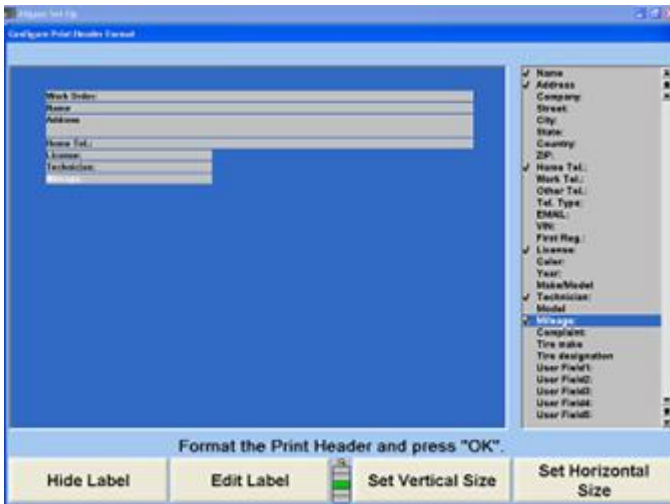 Aligner Set-Up
Configure Print Header Format
Work Order:
Name
Address
Home Tel.:
License:
Technician:
Mileage:
Name
Address
Company:
Street:
City:
State:
Country:
ZIP:
Home Tel.:
Work Tel.:
Other Tel.:
Tel. Type:
EMAIL:
VIN:
First Reg.:
License:
Color:
Year:
Make/Model
Technician:
Model
Mileage:
Complaint:
Tire make
Tire designation
User Field1:
User Field2:
User Field3:
User Field4:
User Field5:
Format the Print Header and press "OK".
Hide Label
Edit Label
Set Vertical Size
Set Horizontal
Size